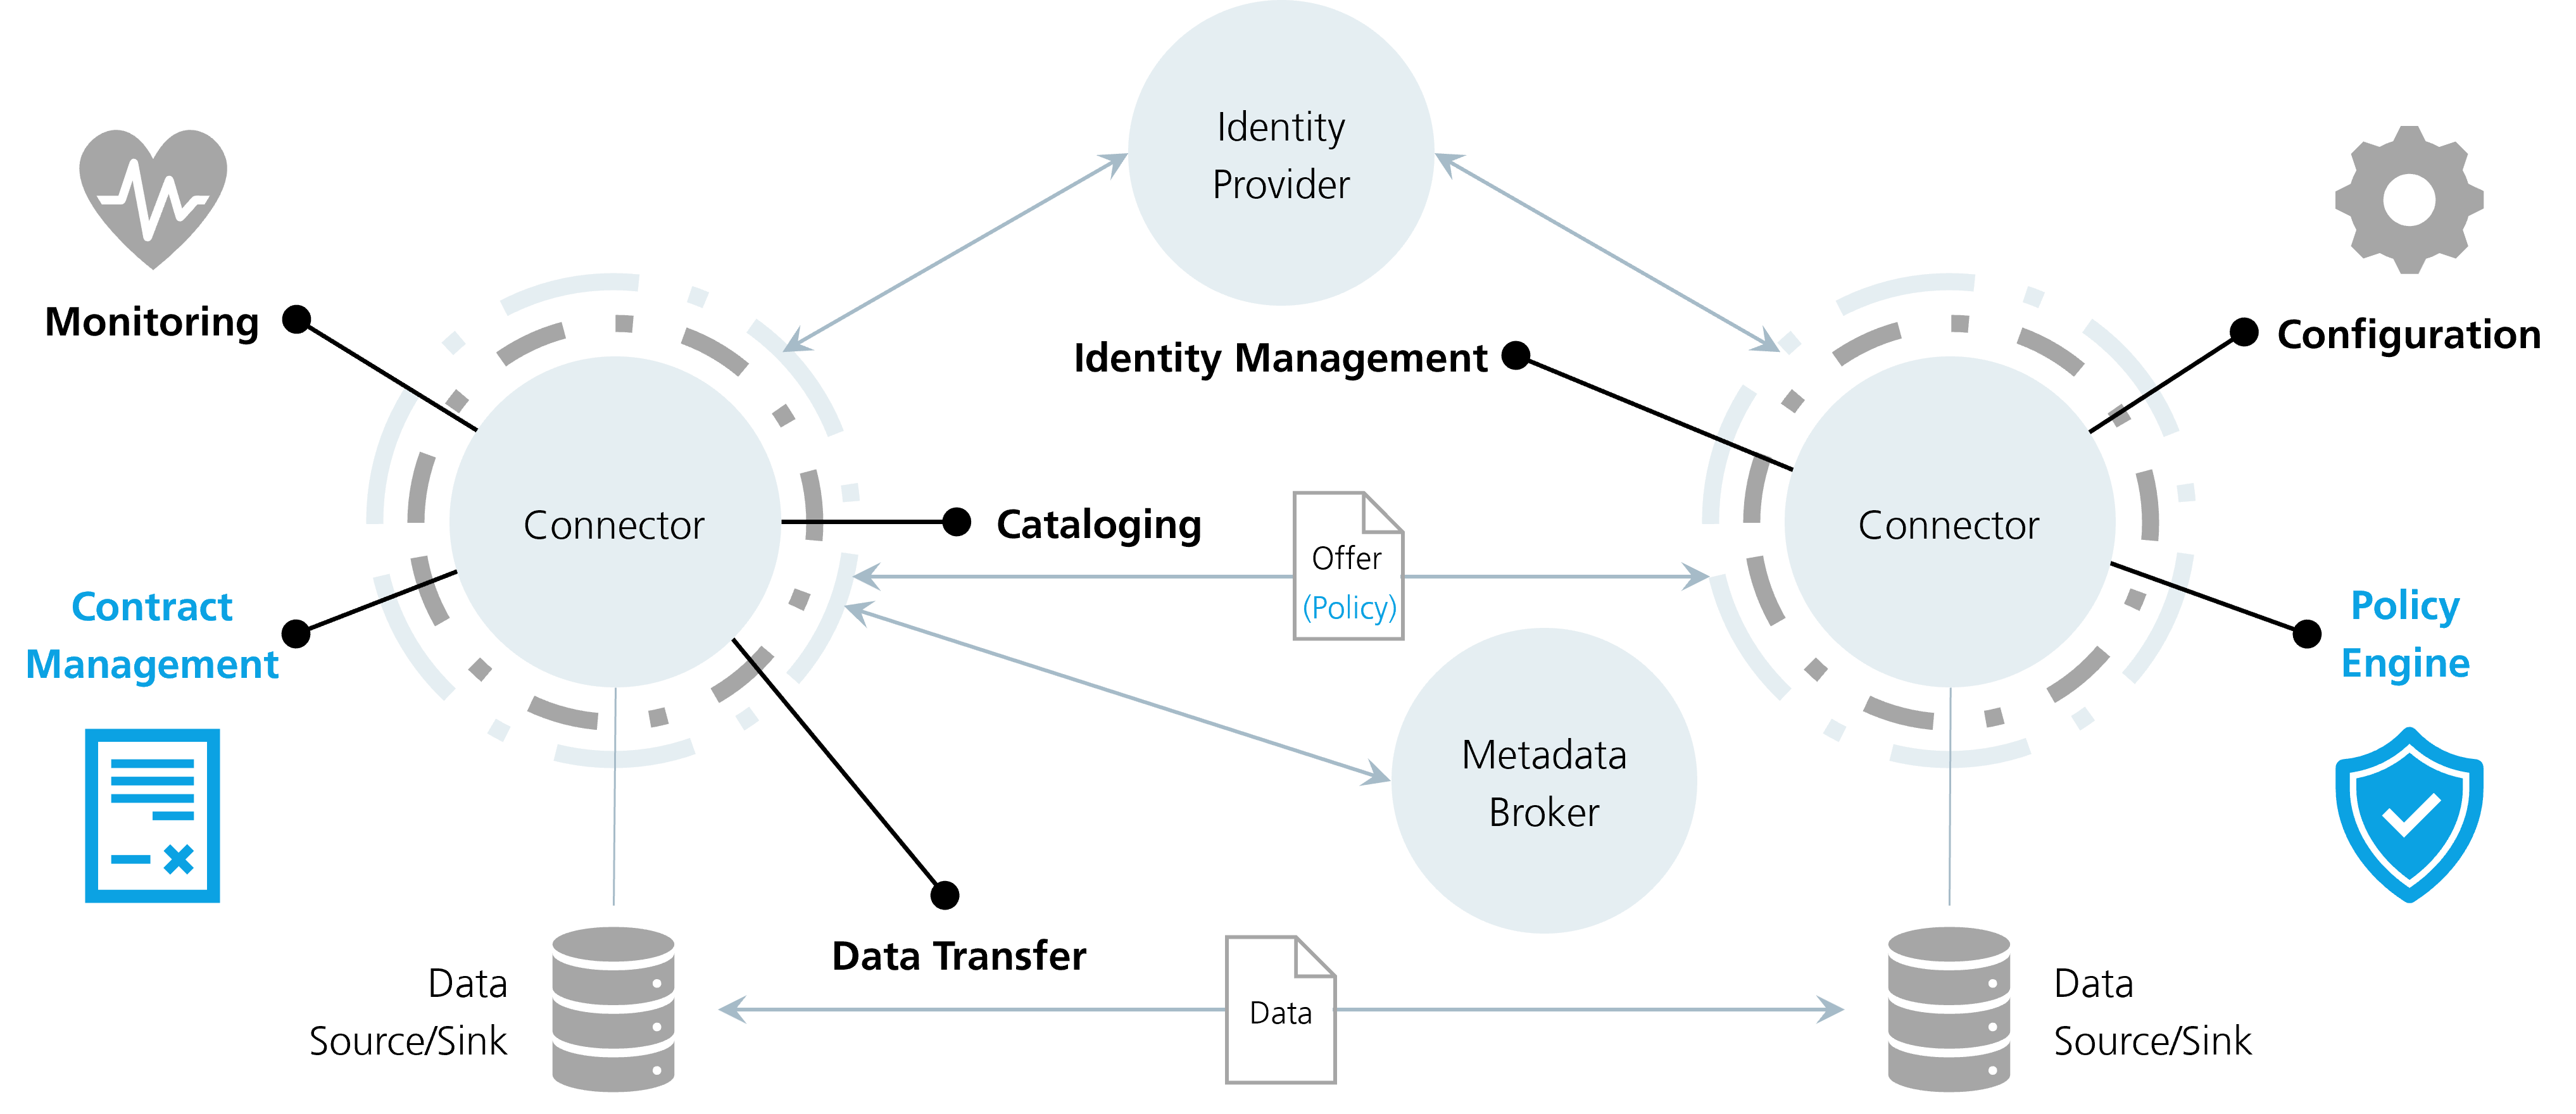 Identity
Provider
Monitoring
Identity Management
Configuration
Connector
Cataloging
Offer
(Policy)
Connector
Contract
Management
Policy
Engine
Metadata
Broker
Data Transfer
Data
Source/Sink
Data
Data
Source/Sink